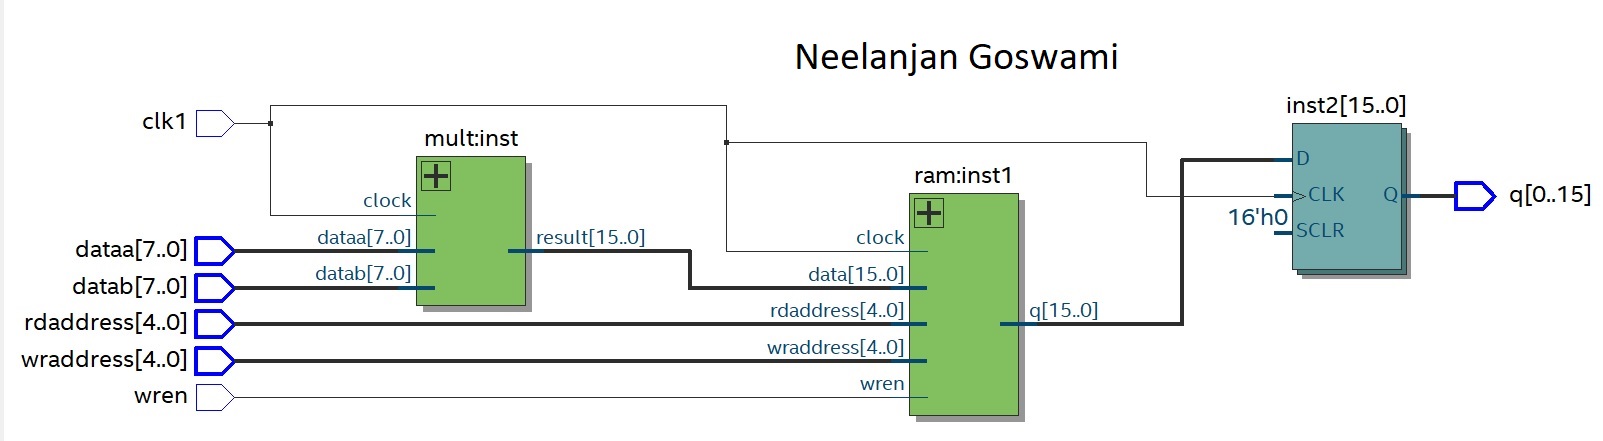 Neelanjan Goswami
inst2[15..0]
clk1
mult:inst
D
ram:inst1
clock
CLK
Q
q[0..15]
16'h0
SCLR
dataa[7..0]
dataa[7..0]
result[15..0]
clock
datab[7..0]
datab[7..0]
data[15..0]
rdaddress[4..0]
rdaddress[4..0]
q[15..0]
wraddress[4..0]
wraddress[4..0]
wren
wren